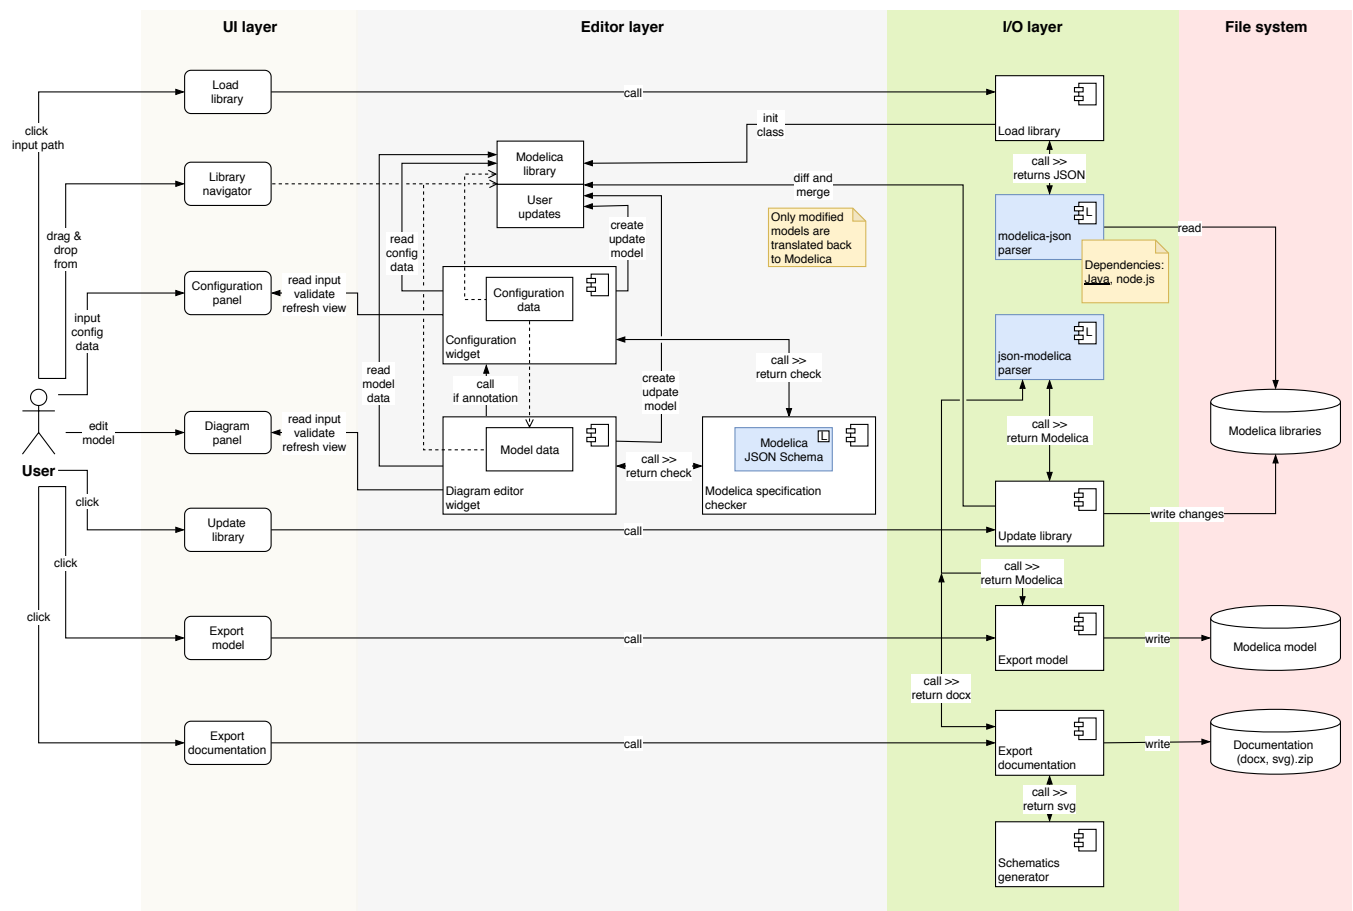 UI layer
Editor layer
I/O layer
File system
Load
library
call
Load library
click
input path
init
class
call >>
returns JSON
Modelica
library
User
updates
Library
navigator
diff and
merge
L
modelica-json
parser
read
Only modified
models are
translated back
to Modelica
Dependencies:
Java, node.js
drag &
drop
from
read
config
data
create
update
model
Configuration
panel
read input
validate
refresh view
Configuration
data
Configuration
widget
input
config
data
L
json-modelica
parser
call >>
return check
read
model
data
call
if annotation
create
udpate
model
Modelica libraries
edit
model
Diagram
panel
read input
validate
refresh view
Model data
Diagram editor
widget
call >>
return check
Modelica
JSON Schema
L
Modelica specification
checker
call >>
return Modelica
User
click
Update
library
call
Update library
write changes
click
call >>
return Modelica
click
Export
model
call
Export model
write
Modelica model
call >>
return docx
Export
documentation
call
Export
documentation
write
Documentation
(docx, svg).zip
call >>
return svg
Schematics
generator